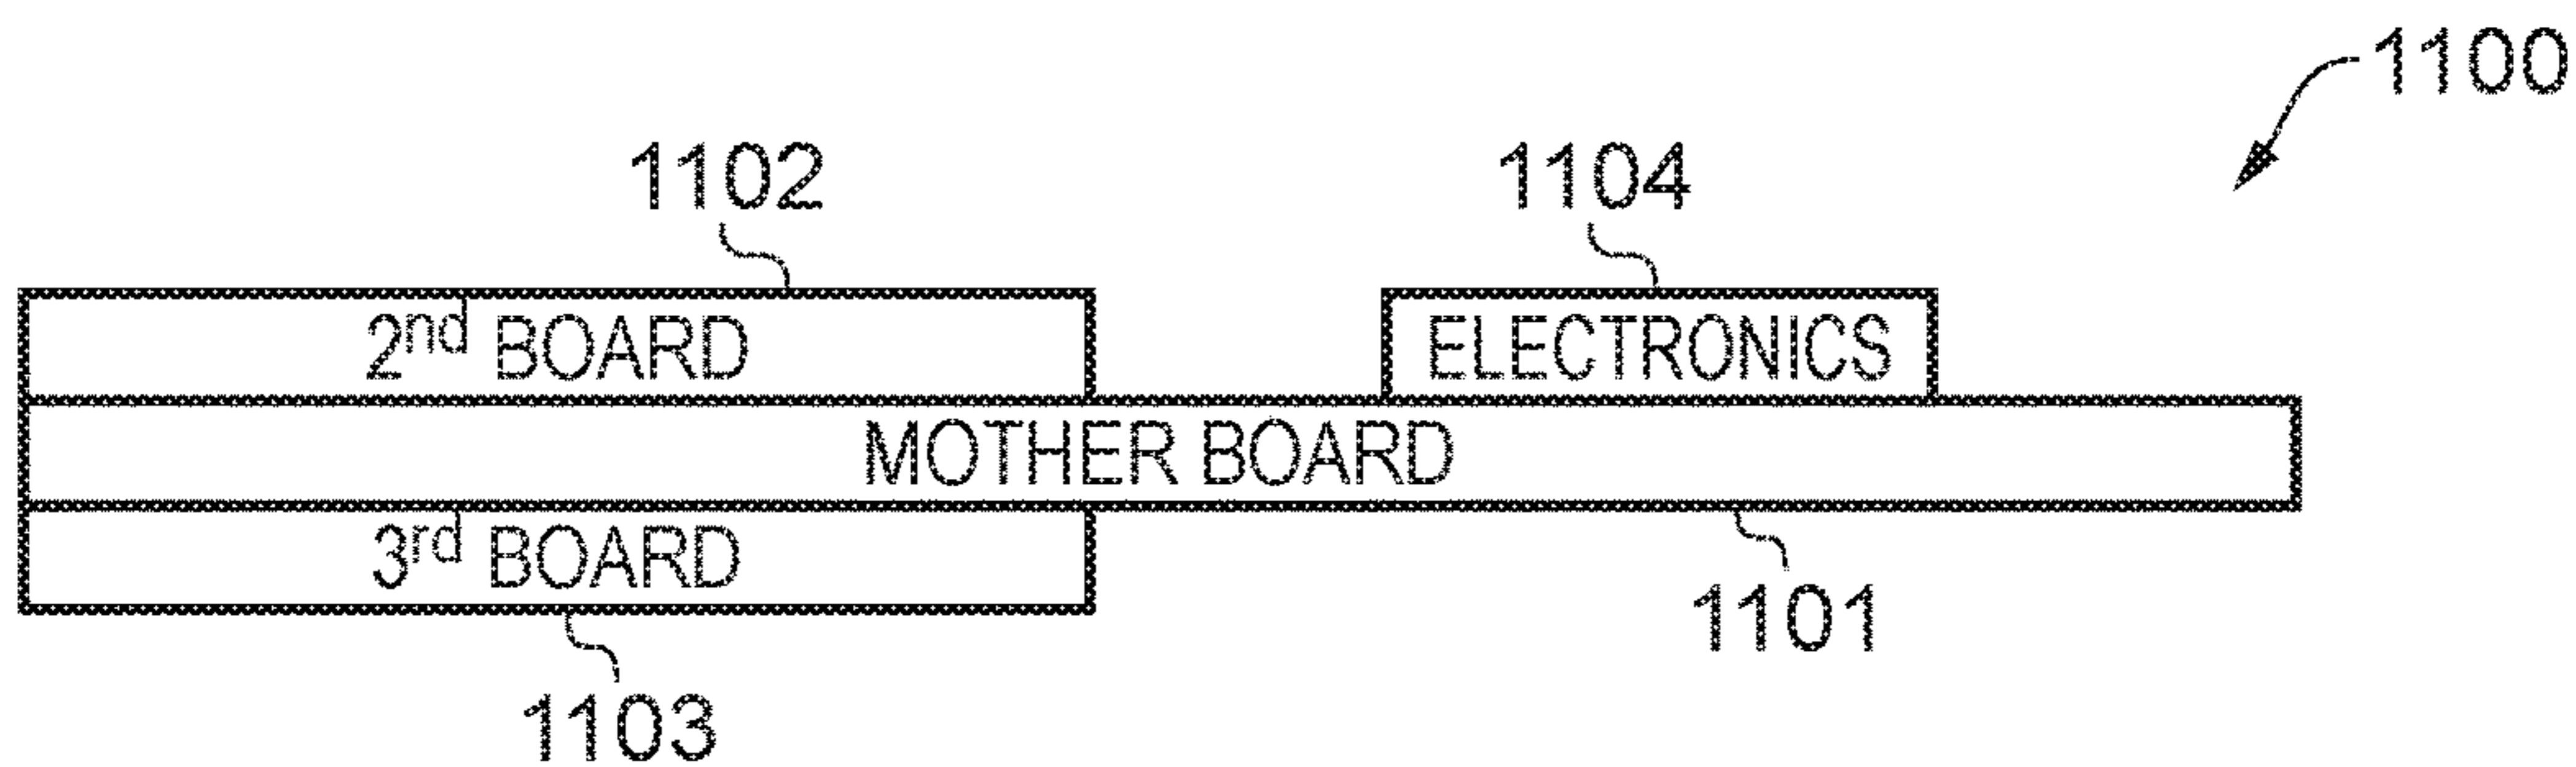 1100
1102
1104
2nd BOARD
ELECTRONICS
MOTHER BOARD
3rd BOARD
1101
1103